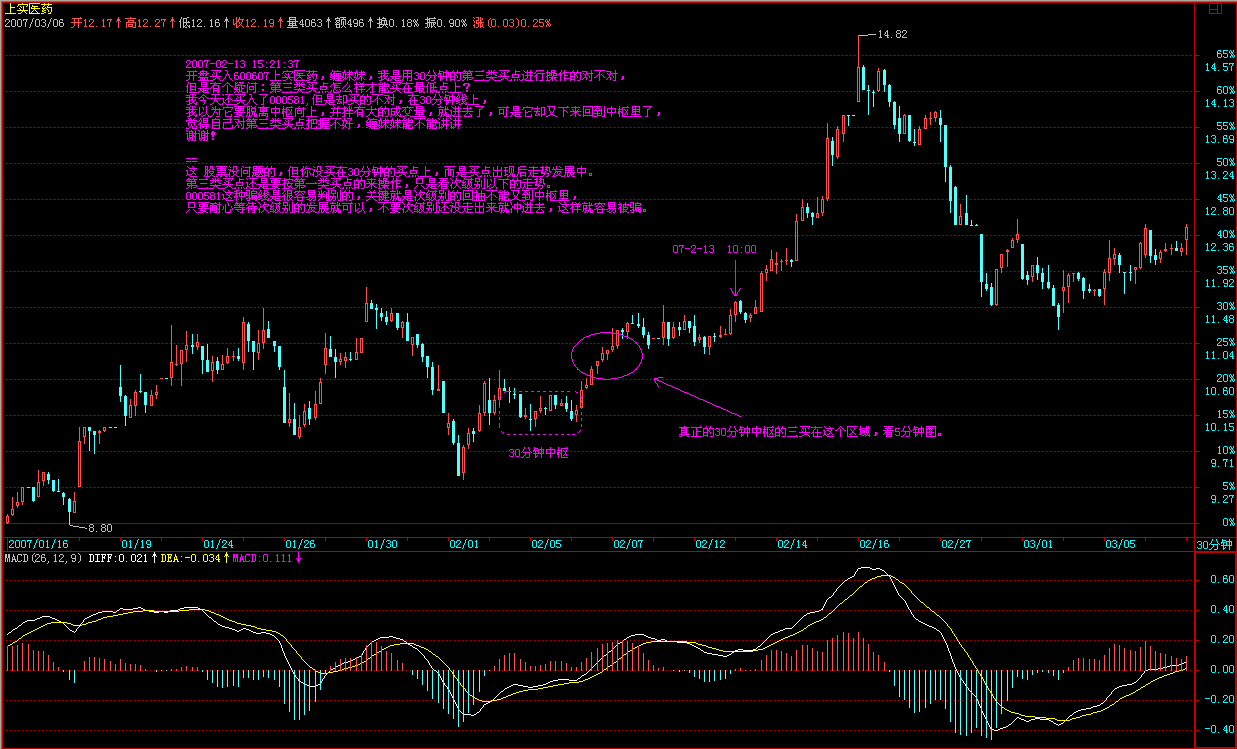 上实医药
2007/03/06 开12.17↑高12.27↑低12.16↑收12.19↑量4063↑额496↑换0.18% 振0.90% 涨(0.03)0.25%
14.82
2007-02-13 15:21:37
开盘买入600607上实医药，缠妹妹，我是用30分钟的第三类买点进行操作的对不对，
但是有个疑问：第三类买点怎么样才能买在最低点上？
我今天还买入了000581,但是却买的不对，在30分钟线上，
我以为它要脱离中枢向上，并拌有大的成交量，就进去了，可是它却又下来回到中枢里了，
觉得自己对第三类买点把握不好，缠妹妹能不能讲讲
谢谢！
==
这 股票没问题的，但你没买在30分钟的买点上，而是买点出现后走势发展中。
第三类买点还是要按第一类买点的来操作，只是看次级别以下的走势。
000581这种骗线是很容易判别的，关键就是次级别的回抽不能又到中枢里，
只要耐心等待次级别的发展就可以，不要次级别还没走出来就冲进去，这样就容易被骗。
07-2-13 10:00
真正的30分钟中枢的三买在这个区域，看5分钟图。
30分钟中枢
8.80
65%
14.57
60%
14.13
55%
13.69
50%
13.24
45%
12.80
40%
12.36
35%
11.92
30%
11.48
25%
11.04
20%
10.60
15%
10.15
10%
9.71
5%
9.27
0%
2007/01/16 01/19 01/24 01/26 01/30 02/01 02/05 02/07 02/12 02/14 02/16 02/27 03/01 03/05 30分钟
MACD(26,12,9) DIFF:0.021↑DEA:-0.034↑MACD:0.111↓
0.60
0.40
0.20
0.00
-0.20
-0.40